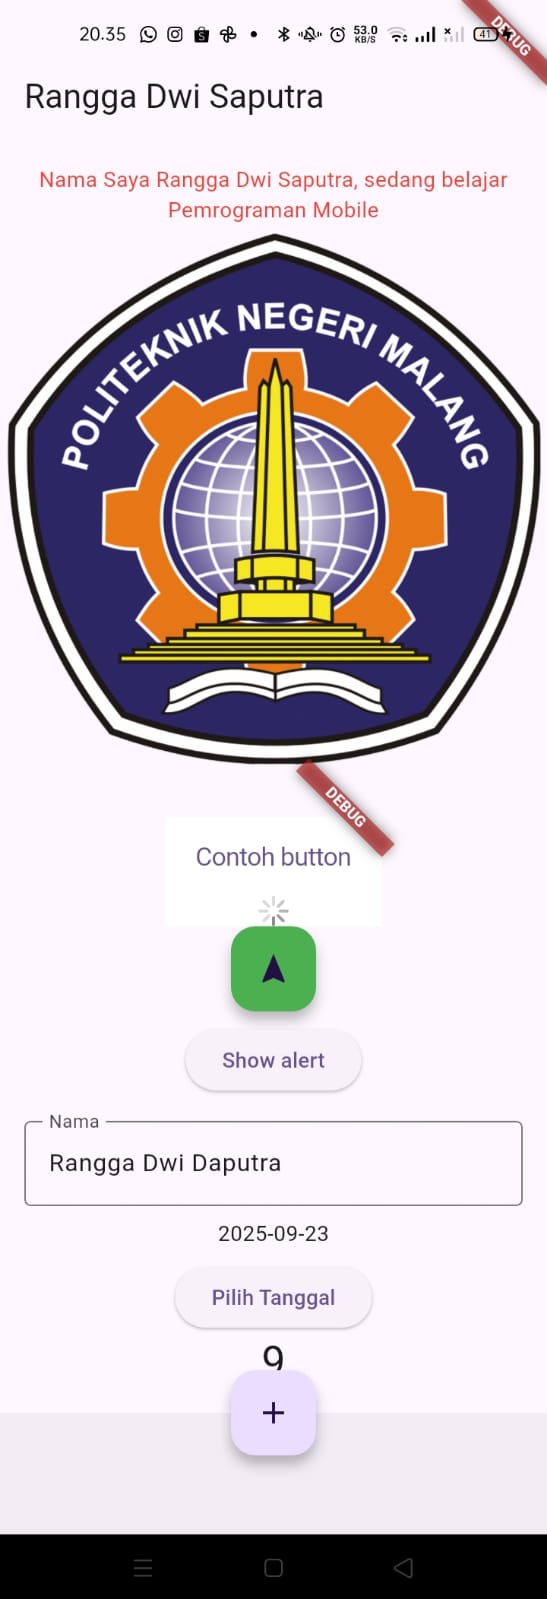 20.35
53.0
KB/S
41
DEBUG
Rangga Dwi Saputra
Nama Saya Rangga Dwi Saputra, sedang belajar
Pemrograman Mobile
POLITEKNIK NEGERI MALANG
DEBUG
Contoh button
Show alert
Nama
Rangga Dwi Daputra
2025-09-23
Pilih Tanggal
9
+